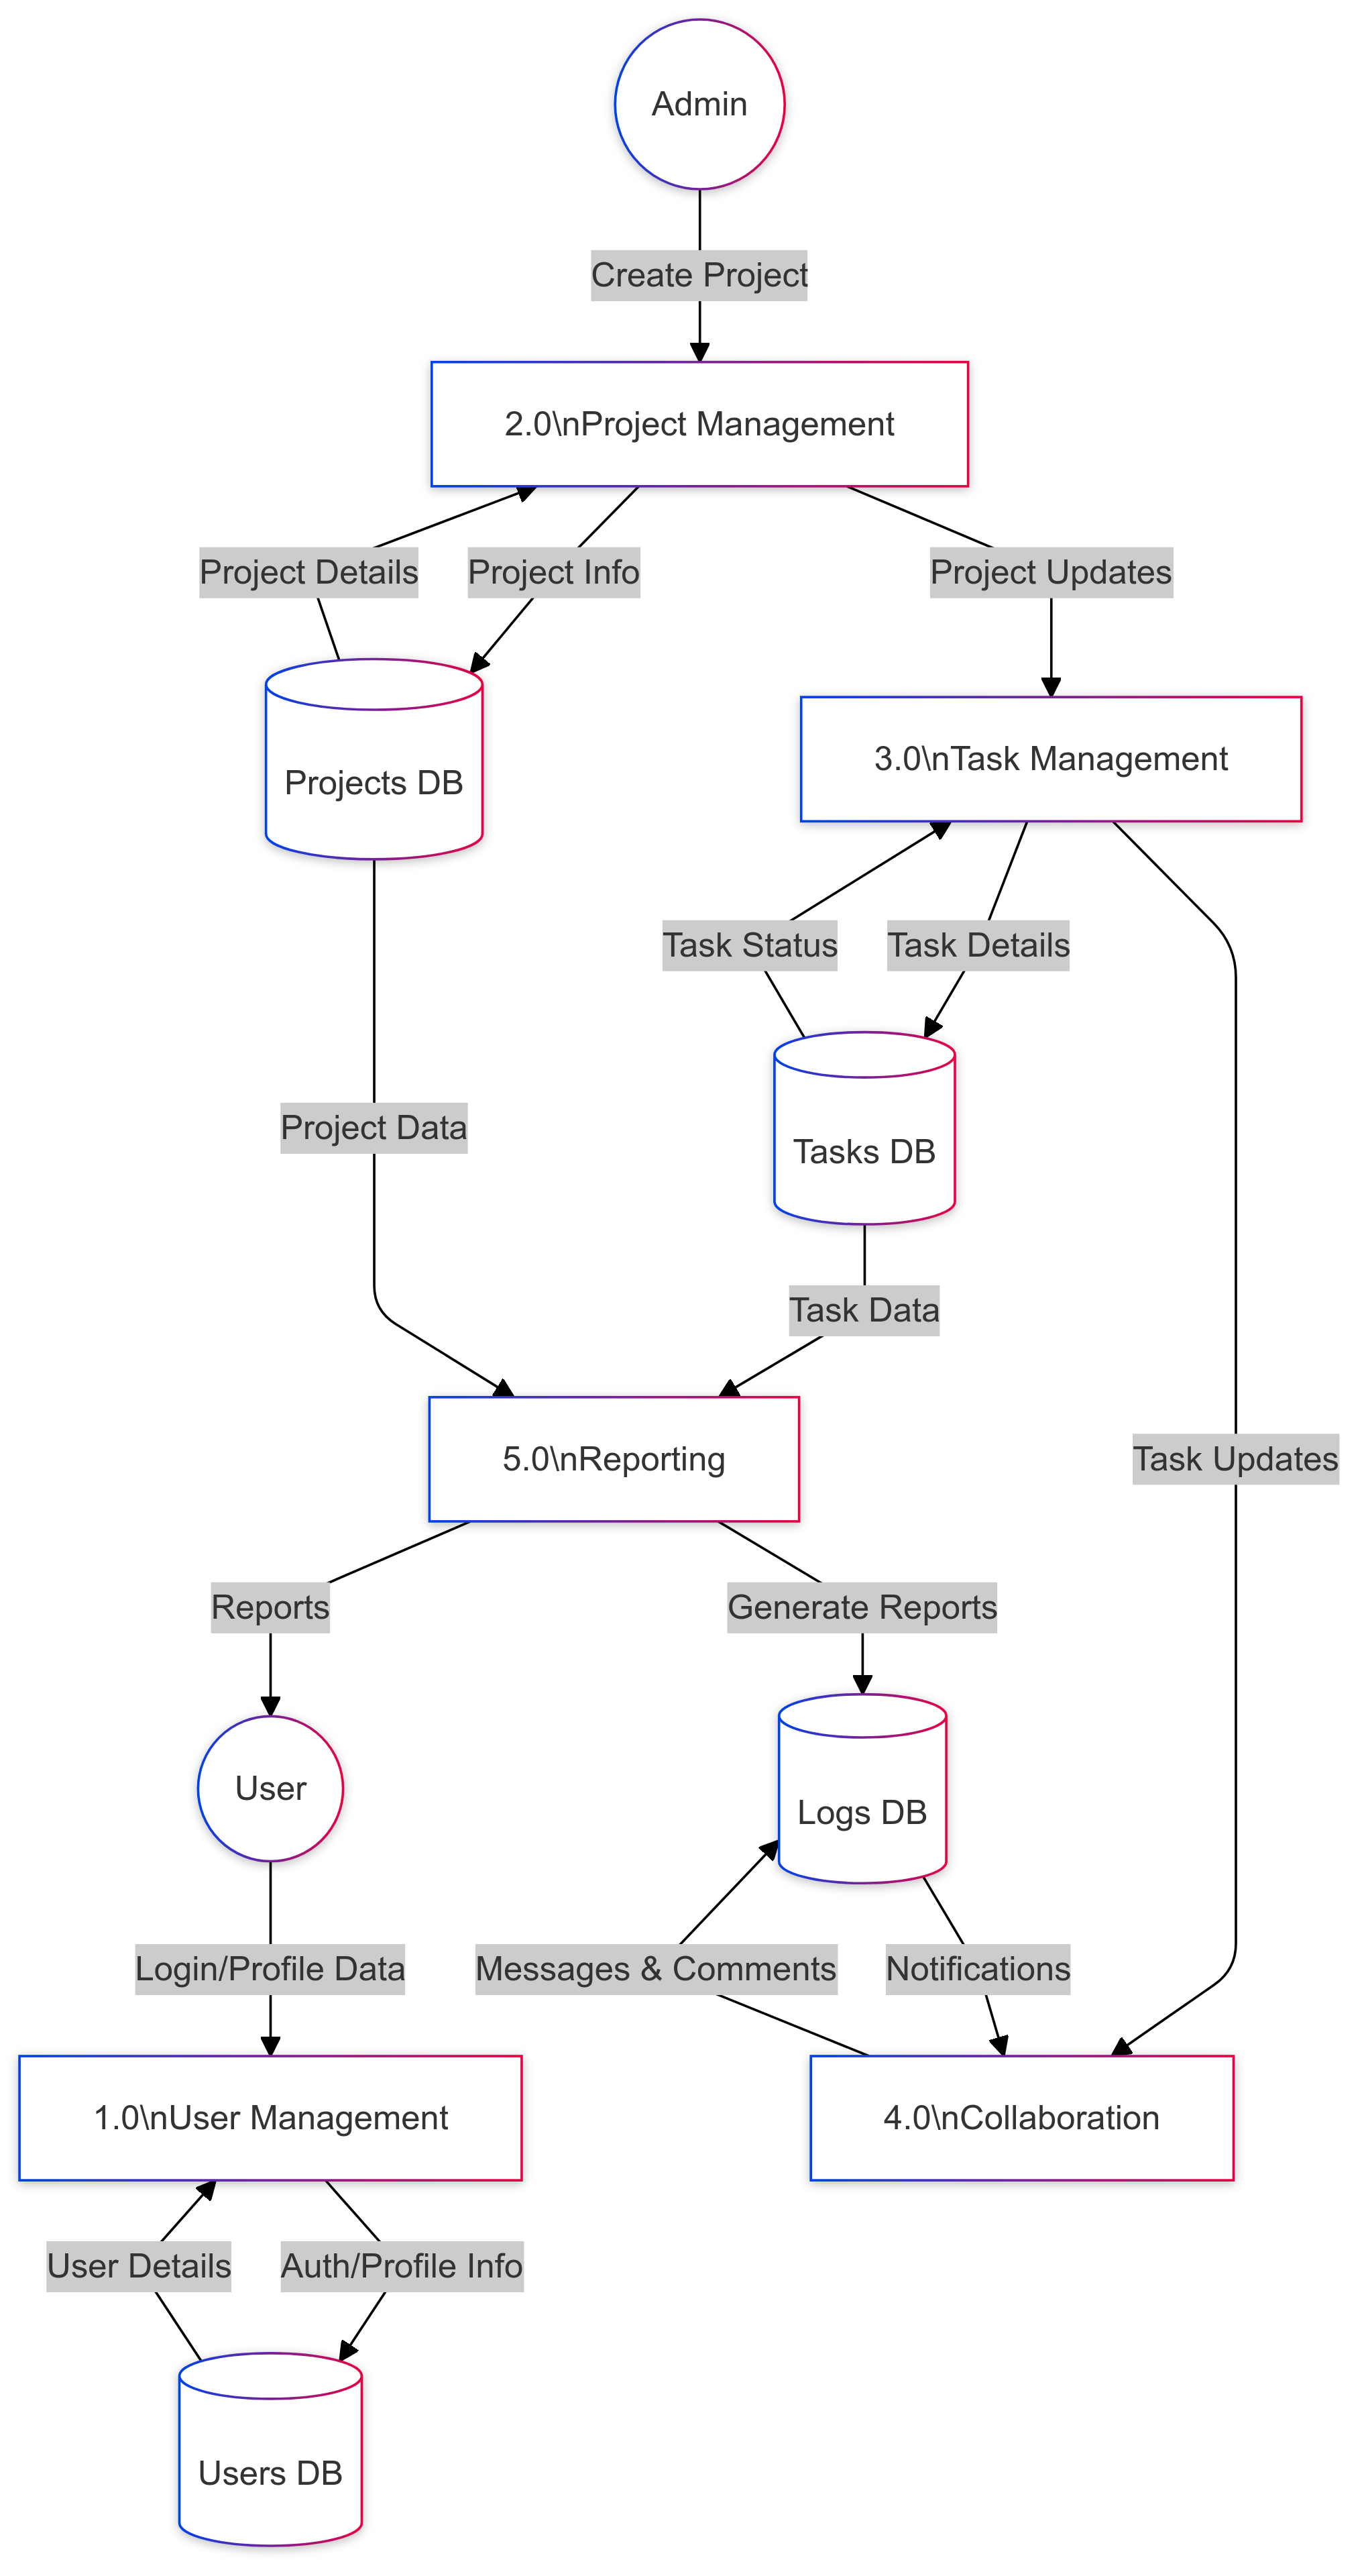 Admin
Create Project
2.0\nProject Management
Project Details
Project Info
Project Updates
Projects DB
3.0\nTask Management
Task Status
Task Details
Project Data
Tasks DB
Task Data
5.0\nReporting
Task Updates
Reports
Generate Reports
User
Logs DB
Login/Profile Data
Messages & Comments
Notifications
1.0\nUser Management
4.0\nCollaboration
User Details
Auth/Profile Info
Users DB